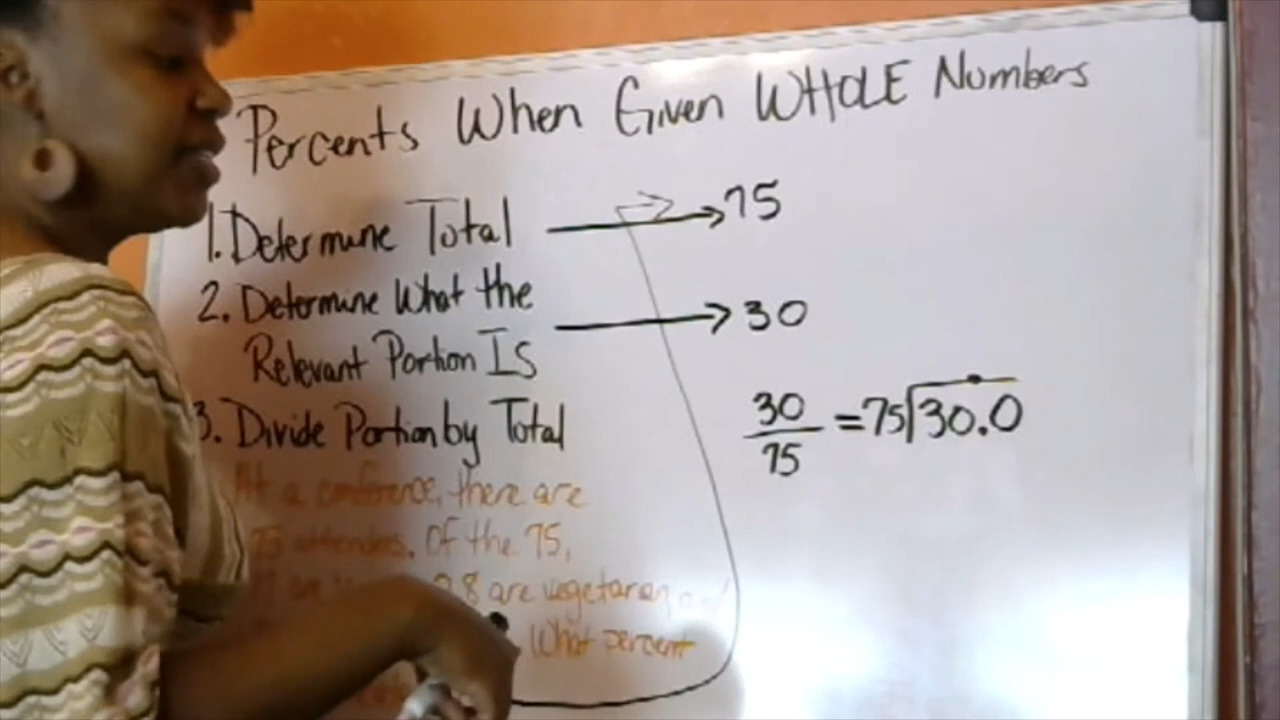 Percents When Given WHOLE Numbers
1. Determine Total → 75
2. Determine What the
Relevant Portion Is → 30
3. Divide Portion by Total
30/75 = 75)30.0
At a conference, there are
75 attendees. Of the 75,
28 are vegetarian
What percent